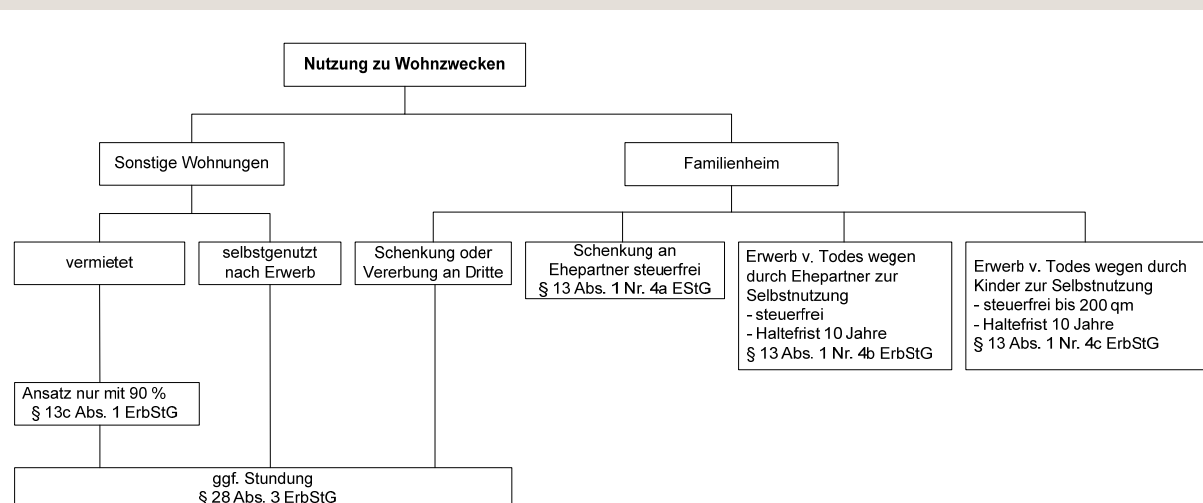 Nutzung zu Wohnzwecken
Sonstige Wohnungen
Familienheim
vermietet
selbstgenutzt
nach Erwerb
Schenkung oder
Vererbung an Dritte
Schenkung an
Ehepartner steuerfrei
§ 13 Abs. 1 Nr. 4a EStG
Erwerb v. Todes wegen
durch Ehepartner zur
Selbstnutzung
- steuerfrei
- Haltefrist 10 Jahre
§ 13 Abs. 1 Nr. 4b ErbStG
Erwerb v. Todes wegen durch
Kinder zur Selbstnutzung
- steuerfrei bis 200 qm
- Haltefrist 10 Jahre
§ 13 Abs. 1 Nr. 4c ErbStG
Ansatz nur mit 90 %
§ 13c Abs. 1 ErbStG
ggf. Stundung
§ 28 Abs. 3 ErbStG